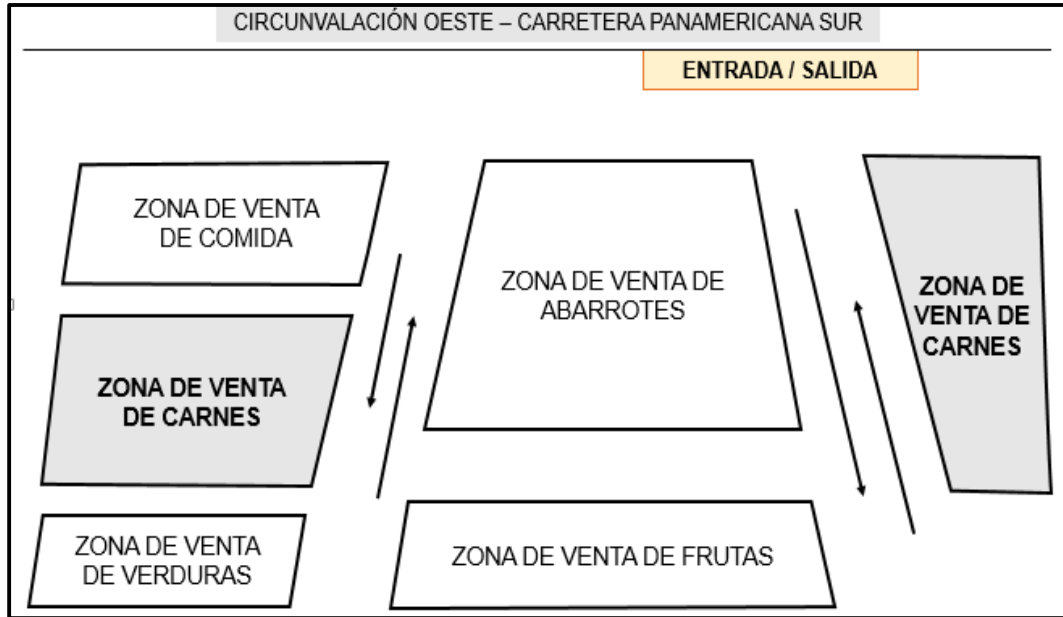 CIRCUNVALACIÓN OESTE – CARRETERA PANAMERICANA SUR
ENTRADA / SALIDA
ZONA DE VENTA
DE COMIDA
ZONA DE VENTA DE
ABARROTES
ZONA DE
VENTA DE
CARNES
ZONA DE VENTA
DE CARNES
ZONA DE VENTA
DE VERDURAS
ZONA DE VENTA DE FRUTAS